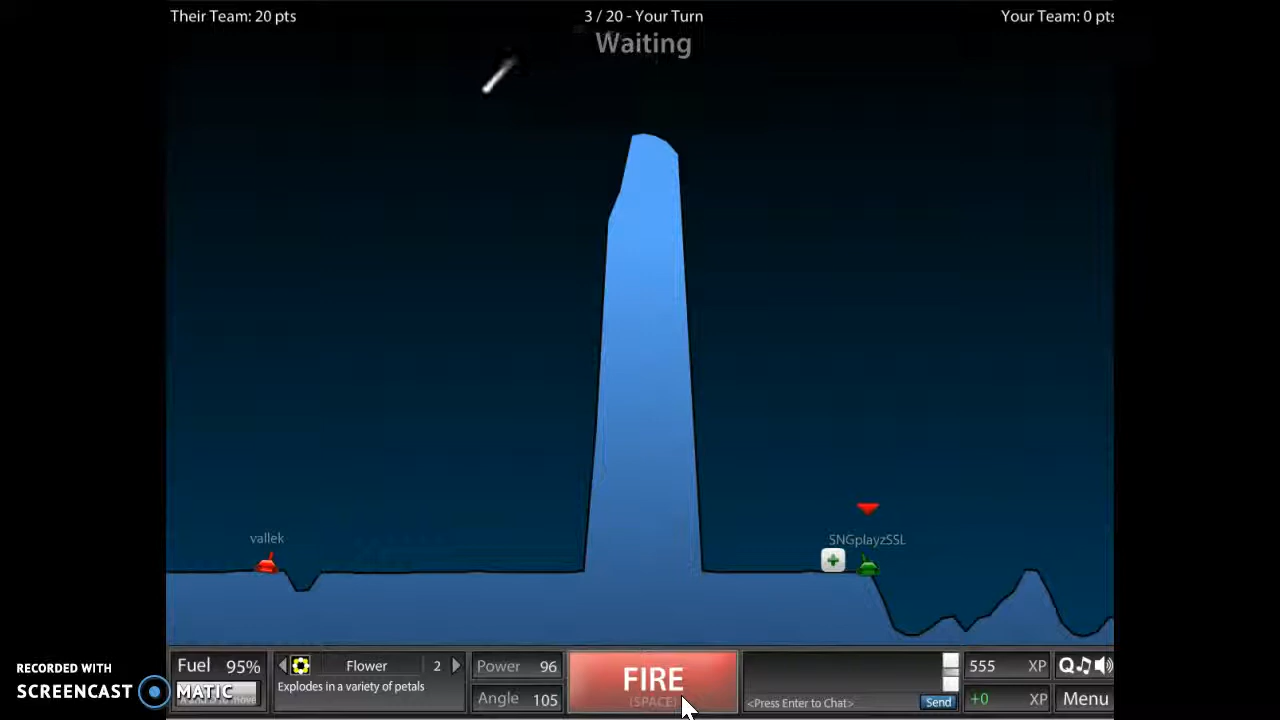 Their Team: 20 pts
3 / 20 - Your Turn
Your Team: 0 pts
Waiting
vallek
SNGplayzSSL
Fuel 95%
Flower 2
Explodes in a variety of petals
Power 96
Angle 105
FIRE
(SPACE)
<Press Enter to Chat>
Send
555 XP
+0 XP
Menu
RECORDED WITH
SCREENCAST MATIC